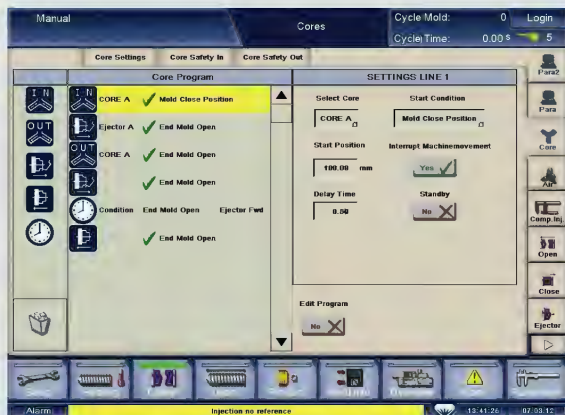 Manual
Cores
Cycle Mold: 0
Login
Cycle Time: 0.00 s
5
Core Settings
Core Safety In
Core Safety Out
Core Program
IN
OUT
IN CORE A Mold Close Position
Ejector A End Mold Open
OUT CORE A End Mold Open
End Mold Open
Condition End Mold Open Ejector Fwd
End Mold Open
SETTINGS LINE 1
Select Core
Start Condition
CORE A
Mold Close Position
Start Position
Interrupt Machinemovement
100.00 mm
Yes
Delay Time
Standby
0.50
No
Edit Program
No
Para2
Para
Core
Air
Comp.Inj.
Open
Close
Ejector
Alarm
Injection no reference
13:41:26
07.03.12